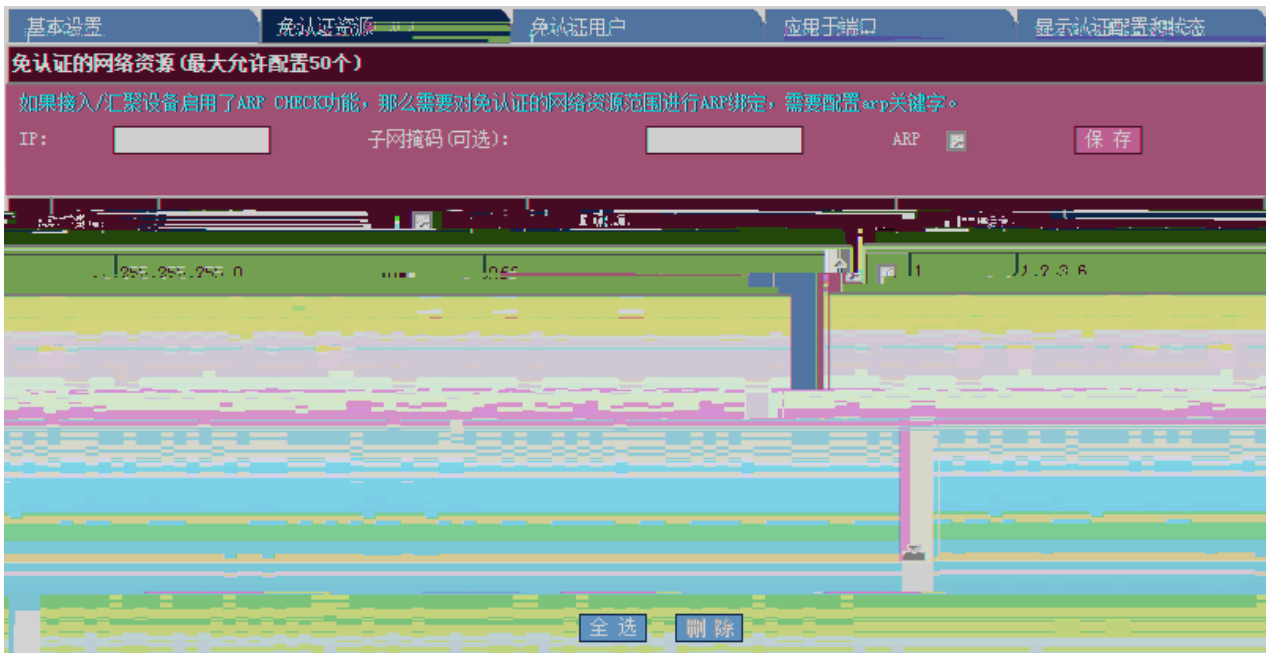 基本设置 免认证资源 免认证用户 应用于端口 显示认证配置和状态
免认证的网络资源(最大允许配置50个)
如果接入/汇聚设备启用了ARP CHECK功能，那么需要对免认证的网络资源范围进行ARP绑定，需要配置arp关键字。
IP: 子网掩码(可选): ARP 保存
255.255.255.0 1 1.2.3.6
全选 删除